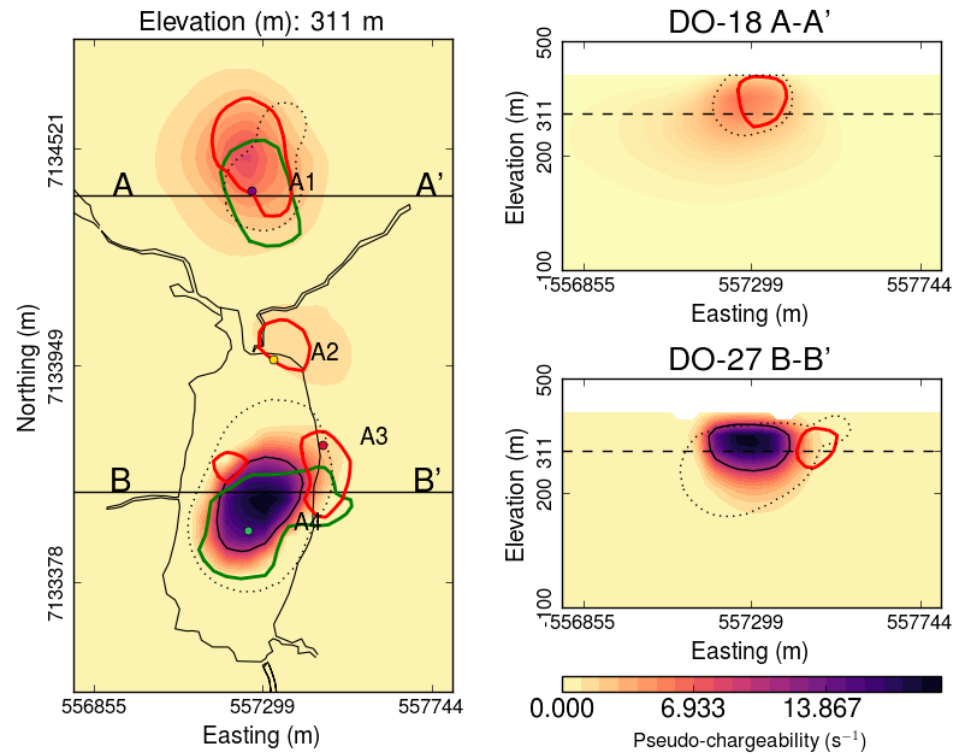 Elevation (m): 311 m
Northing (m)
7134521
7133949
7133378
A
A'
A1
A2
A3
B
B'
A4
556855
557299
557744
Easting (m)
DO-18 A-A’
Elevation (m)
500
311
200
-100
556855
557299
557744
Easting (m)
DO-27 B-B’
Elevation (m)
500
311
200
-100
556855
557299
557744
Easting (m)
0.000
6.933
13.867
Pseudo-chargeability (s⁻¹)